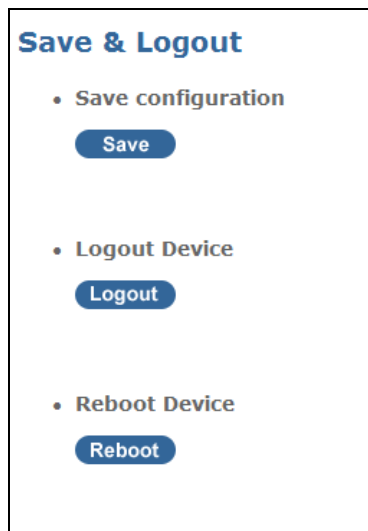 Save & Logout
• Save configuration
Save
• Logout Device
Logout
• Reboot Device
Reboot